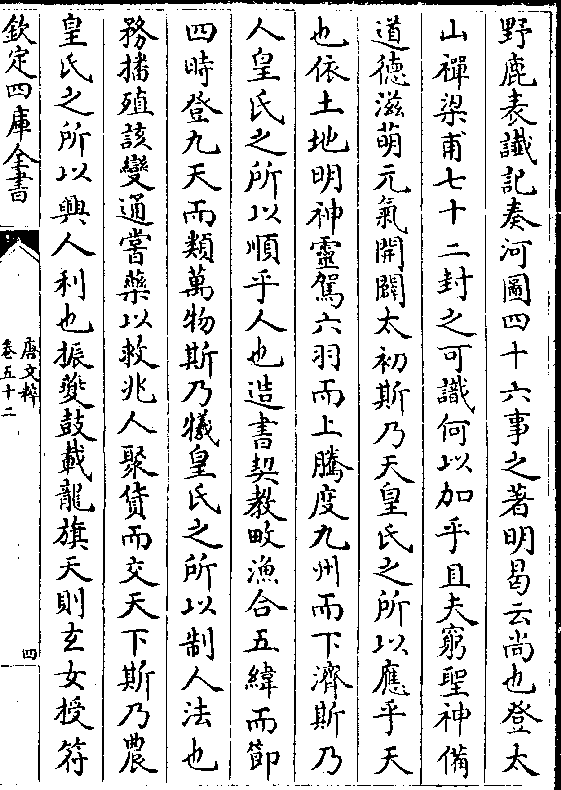 野鹿表讖記奏河圖四十六事之著明曷云尚也登太
山禪梁甫七十二封之可識何以加乎且夫窮聖神備
道德滋萌元氣開闢太初斯乃天皇氏之所以應乎天
也依土地明神靈駕六羽而上騰度九州而下濟斯乃
人皇氏之所以順乎人也造書契教畋漁合五緯而節
四時登九天而類萬物斯乃犧皇氏之所以制人法也
務播殖該變通嘗藥以救兆人聚貨而交天下斯乃農
皇氏之所以興人利也振夔鼓載龍旗天則玄女授符
欽定四庫全書
唐文粹
卷五十二
四